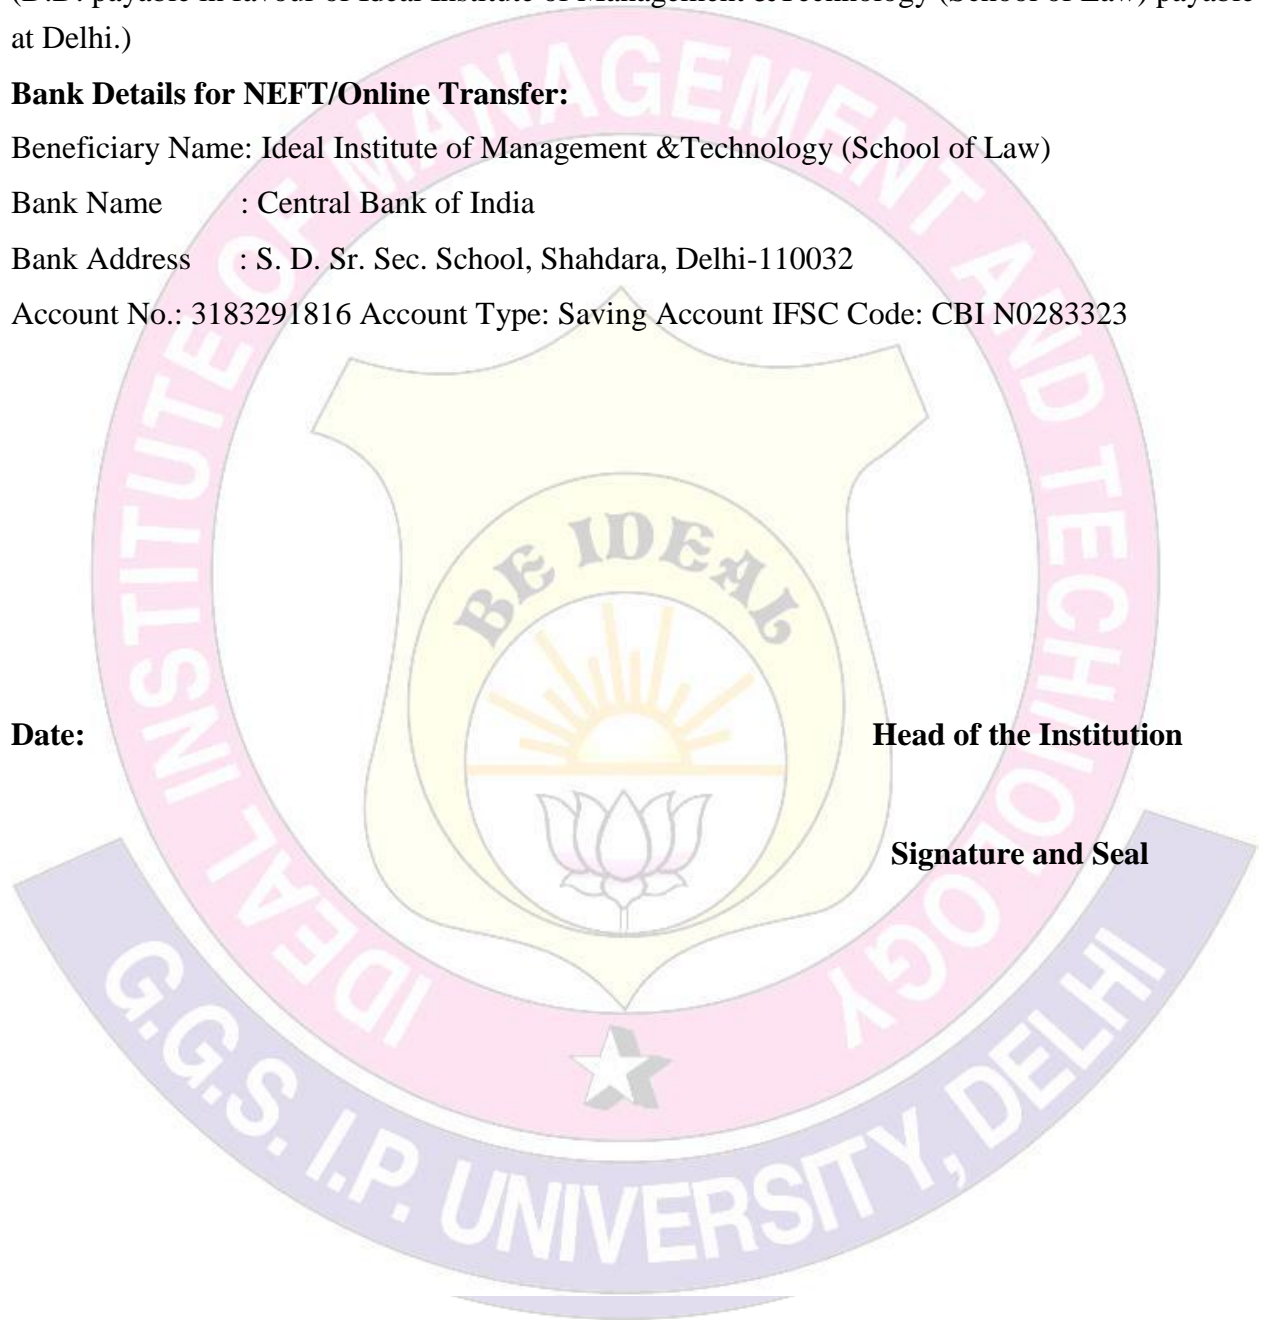 (D.D. payable in favour of Ideal Institute of Management &Technology (School of Law) payable
at Delhi.)
Bank Details for NEFT/Online Transfer:
Beneficiary Name: Ideal Institute of Management &Technology (School of Law)
Bank Name : Central Bank of India
Bank Address : S. D. Sr. Sec. School, Shahdara, Delhi-110032
Account No.: 3183291816 Account Type: Saving Account IFSC Code: CBI N0283323
IDEAL INSTITUTE OF MANAGEMENT AND TECHNOLOGY
BE IDEAL
Date: Head of the Institution
Signature and Seal
G.G.S. I.P. UNIVERSITY, DELHI